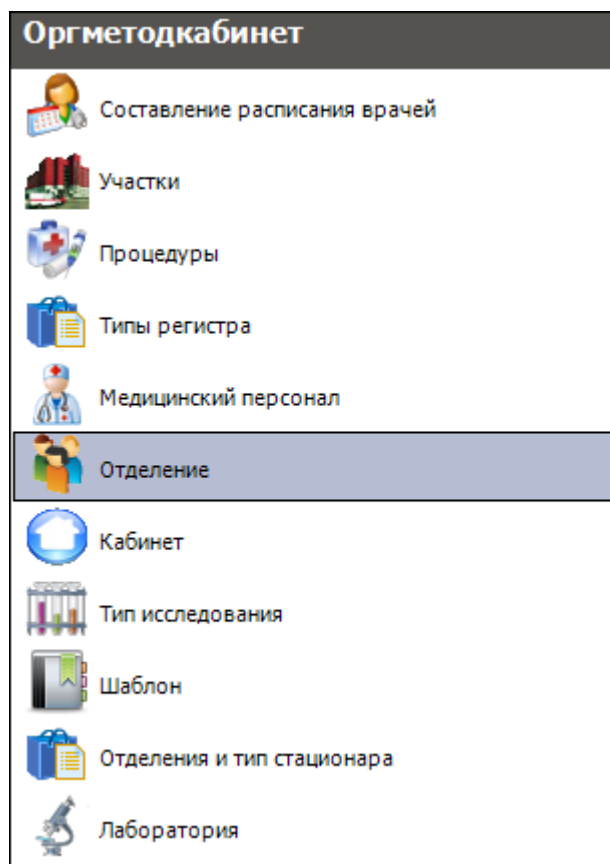 Оргметодкабинет
Составление расписания врачей
Участки
Процедуры
Типы регистра
Медицинский персонал
Отделение
Кабинет
Тип исследования
Шаблон
Отделения и тип стационара
Лаборатория